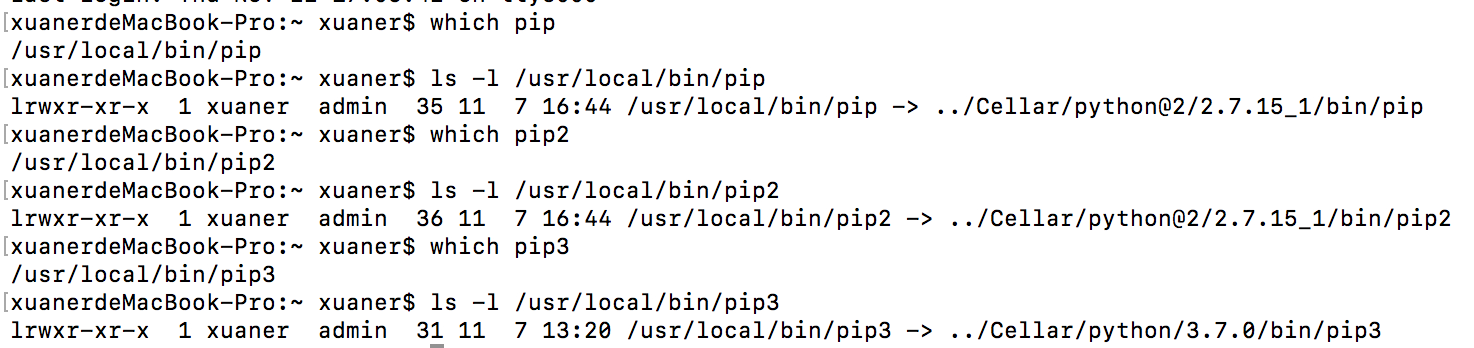 [xuanerdeMacBook-Pro:~ xuaner$ which pip
/usr/local/bin/pip
[xuanerdeMacBook-Pro:~ xuaner$ ls -l /usr/local/bin/pip
lrwxr-xr-x  1 xuaner  admin  35 11  7 16:44 /usr/local/bin/pip -> ../Cellar/python@2/2.7.15_1/bin/pip
[xuanerdeMacBook-Pro:~ xuaner$ which pip2
/usr/local/bin/pip2
[xuanerdeMacBook-Pro:~ xuaner$ ls -l /usr/local/bin/pip2
lrwxr-xr-x  1 xuaner  admin  36 11  7 16:44 /usr/local/bin/pip2 -> ../Cellar/python@2/2.7.15_1/bin/pip2
[xuanerdeMacBook-Pro:~ xuaner$ which pip3
/usr/local/bin/pip3
[xuanerdeMacBook-Pro:~ xuaner$ ls -l /usr/local/bin/pip3
lrwxr-xr-x  1 xuaner  admin  31 11  7 13:20 /usr/local/bin/pip3 -> ../Cellar/python/3.7.0/bin/pip3